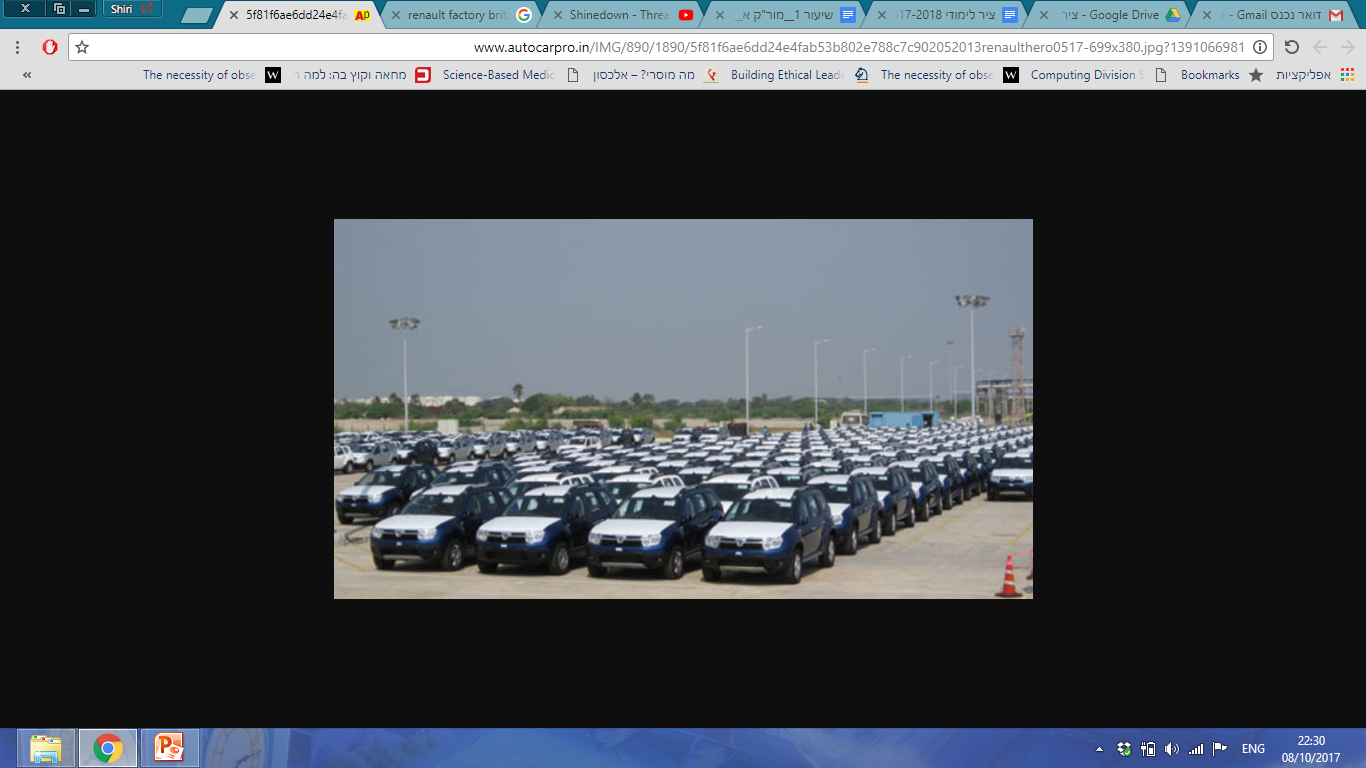 Shiri
5f81f6ae6dd24e4fa
renault factory brit
Shinedown - Threa
שיעור 1__מור"ק א_
ציר לימודי 2017-2018
Google Drive - ציר
דואר נכנס - Gmail
www.autocarpro.in/IMG/890/1890/5f81f6ae6dd24e4fab53b802e788c7c902052013renaulthero0517-699x380.jpg?1391066981
The necessity of obse
מחאה וקוץ בה: למה
Science-Based Medic
מה מוסרי? – אלכסון
Building Ethical Leade
The necessity of obse
Computing Division S
Bookmarks
אפליקציות
ENG
22:30
08/10/2017